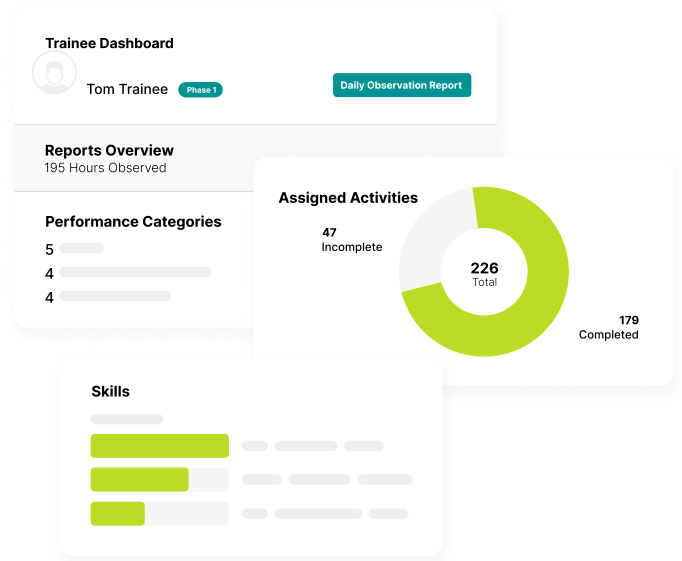 Trainee Dashboard
Tom Trainee
Phase 1
Daily Observation Report
Reports Overview
195 Hours Observed
Performance Categories
5
4
4
Assigned Activities
47
Incomplete
226
Total
179
Completed
Skills